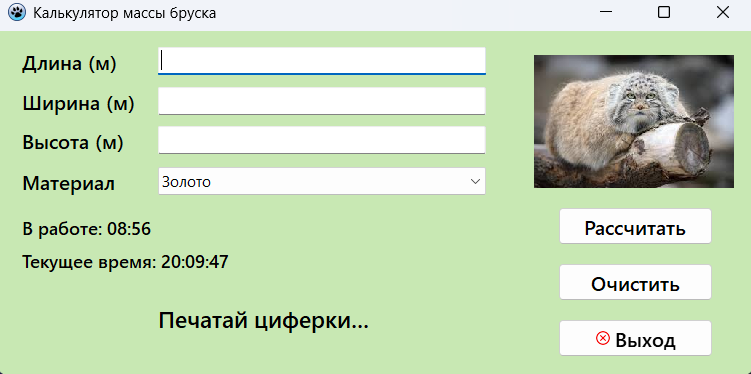 Калькулятор массы бруска
Длина (м)
Ширина (м)
Высота (м)
Материал
Золото
В работе: 08:56
Текущее время: 20:09:47
Печатай циферки...
Рассчитать
Очистить
Выход